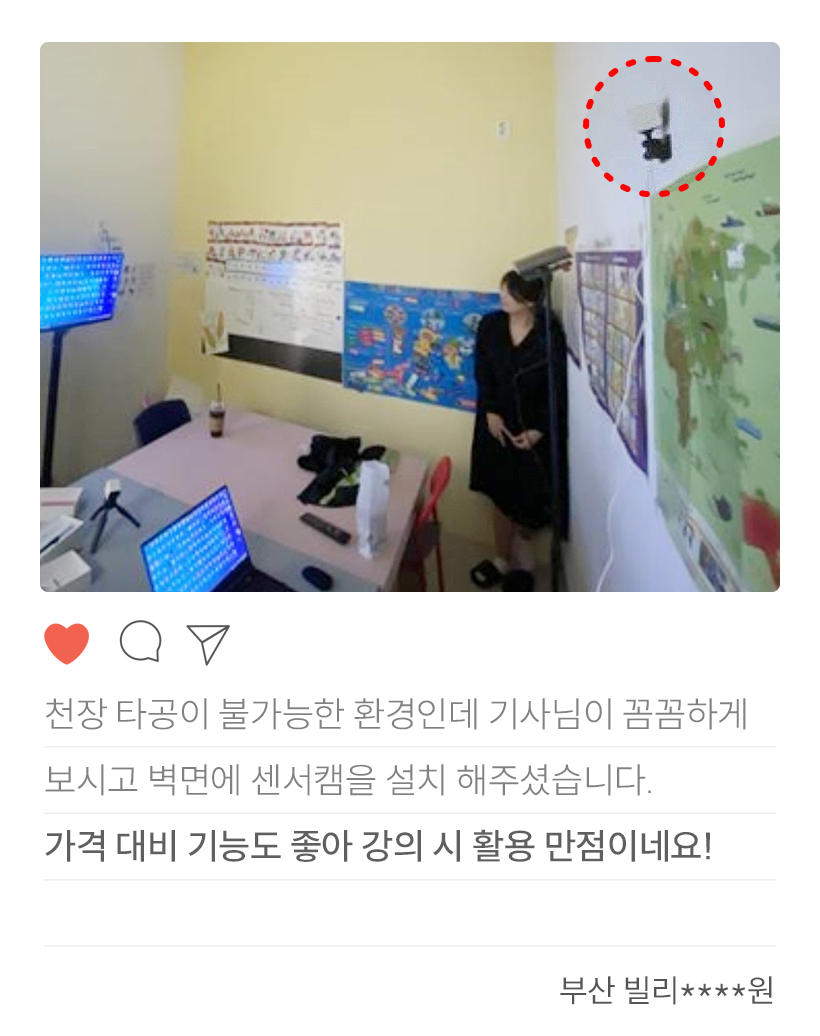 천장 타공이 불가능한 환경인데 기사님이 꼼꼼하게
보시고 벽면에 센서캠을 설치 해주셨습니다.
가격 대비 기능도 좋아 강의 시 활용 만점이네요!
부산 빌리****원